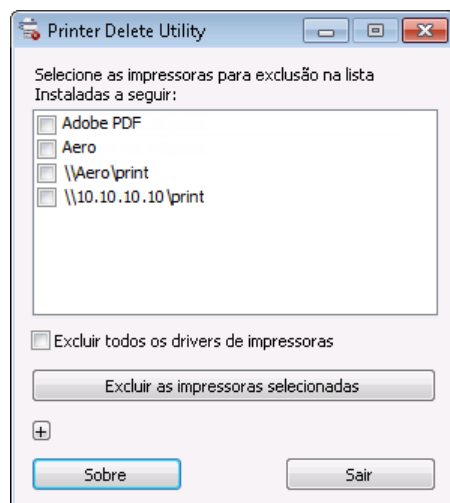 Printer Delete Utility
Selecione as impressoras para exclusão na lista
Instaladas a seguir:
Adobe PDF
Aero
\\Aero\print
\\10.10.10.10\print
Excluir todos os drivers de impressoras
Excluir as impressoras selecionadas
Sobre
Sair